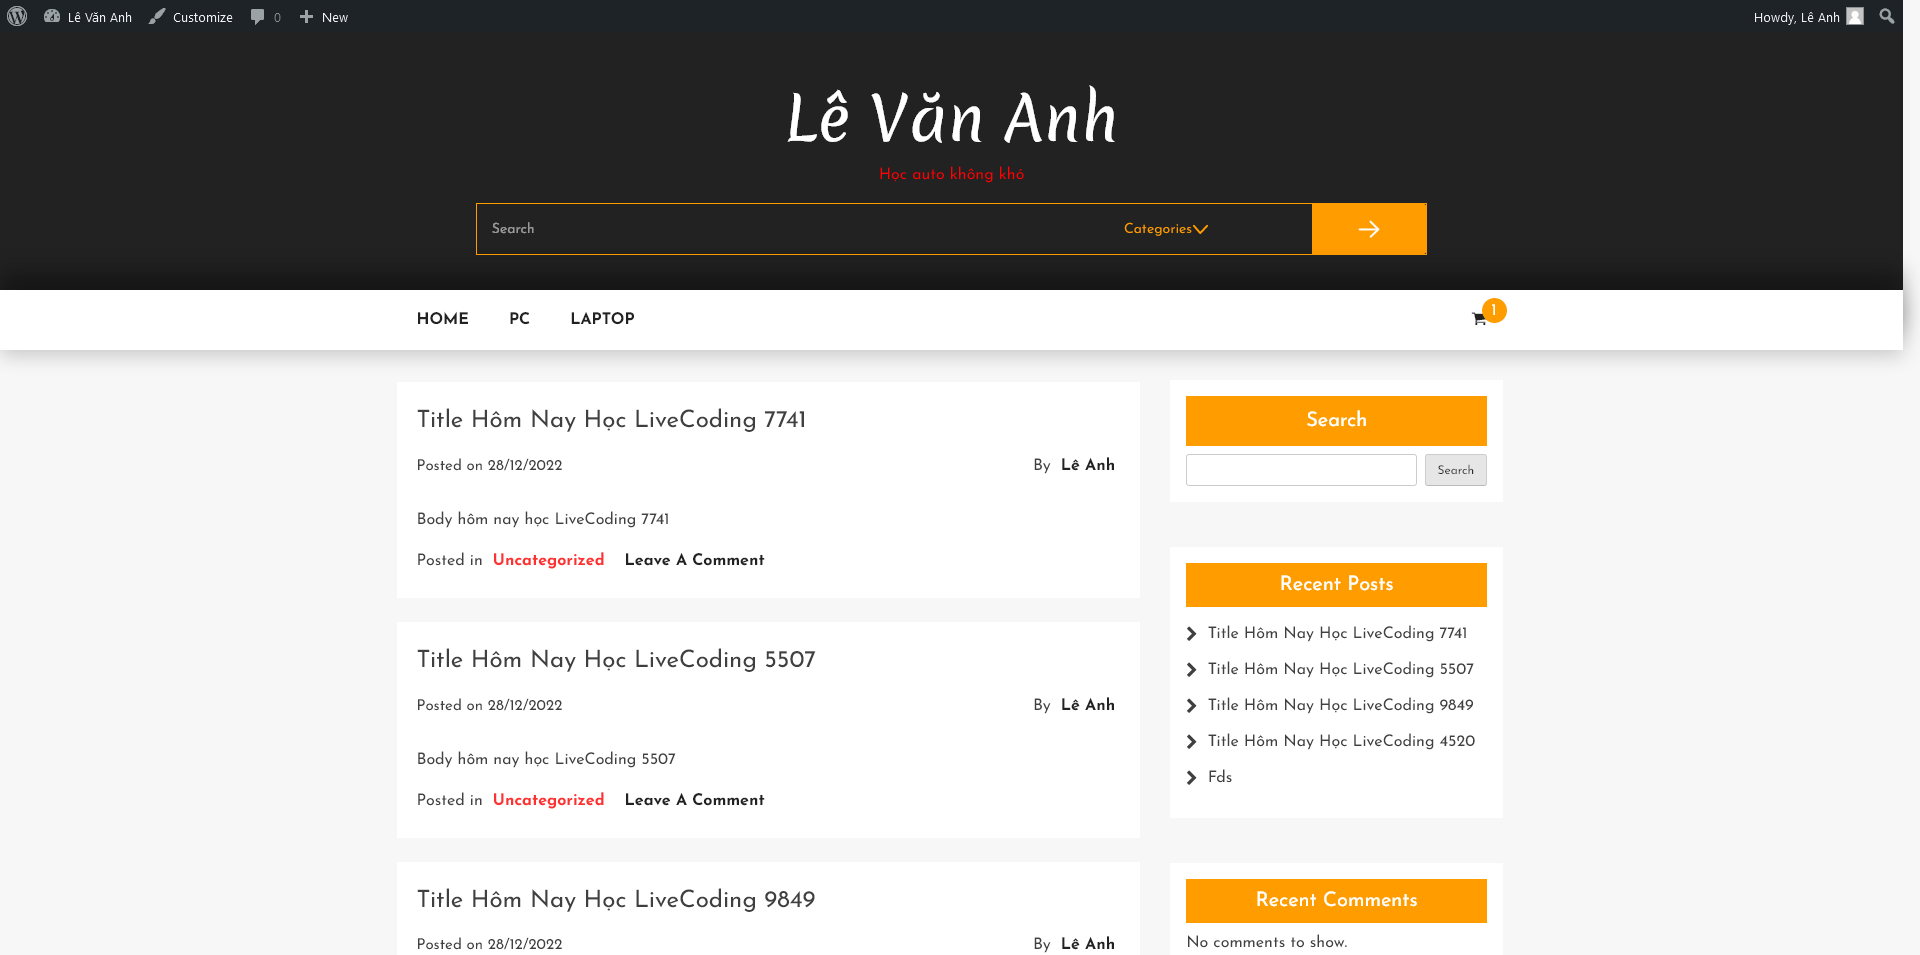 Lê Văn Anh Customize 0 New Howdy, Lê Anh
Lê Văn Anh
Học auto không khó
Search Categories
HOME PC LAPTOP 1
Title Hôm Nay Học LiveCoding 7741
Posted on 28/12/2022 By Lê Anh
Body hôm nay học LiveCoding 7741
Posted in Uncategorized Leave A Comment
Title Hôm Nay Học LiveCoding 5507
Posted on 28/12/2022 By Lê Anh
Body hôm nay học LiveCoding 5507
Posted in Uncategorized Leave A Comment
Title Hôm Nay Học LiveCoding 9849
Posted on 28/12/2022 By Lê Anh
Search
Search
Recent Posts
Title Hôm Nay Học LiveCoding 7741
Title Hôm Nay Học LiveCoding 5507
Title Hôm Nay Học LiveCoding 9849
Title Hôm Nay Học LiveCoding 4520
Fds
Recent Comments
No comments to show.